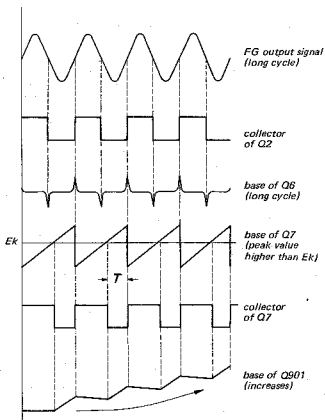 FG output signal
(long cycle)
collector
of Q2
base of Q6
(long cycle)
Ek
base of Q7
(peak value
higher than Ek)
T
collector
of Q7
base of Q901
(increases)